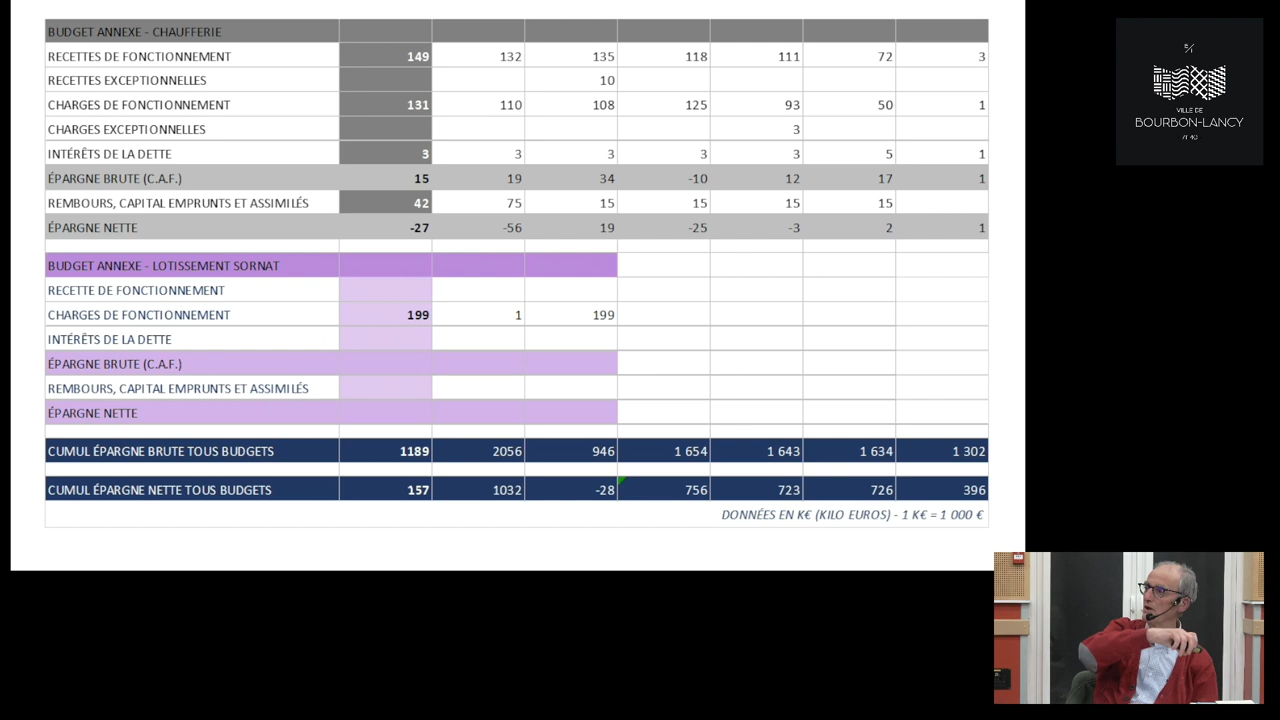 BUDGET ANNEXE - CHAUFFERIE
RECETTES DE FONCTIONNEMENT 149 132 135 118 111 72 3
RECETTES EXCEPTIONNELLES 10
CHARGES DE FONCTIONNEMENT 131 110 108 125 93 50 1
CHARGES EXCEPTIONNELLES 3
INTÉRÊTS DE LA DETTE 3 3 3 3 3 5 1
ÉPARGNE BRUTE (C.A.F.) 15 19 34 -10 12 17 1
REMBOURS, CAPITAL EMPRUNTS ET ASSIMILÉS 42 75 15 15 15 15
ÉPARGNE NETTE -27 -56 19 -25 -3 2 1
BUDGET ANNEXE - LOTISSEMENT SORNAT
RECETTE DE FONCTIONNEMENT
CHARGES DE FONCTIONNEMENT 199 1 199
INTÉRÊTS DE LA DETTE
ÉPARGNE BRUTE (C.A.F.)
REMBOURS, CAPITAL EMPRUNTS ET ASSIMILÉS
ÉPARGNE NETTE
CUMUL ÉPARGNE BRUTE TOUS BUDGETS 1189 2056 946 1 654 1 643 1 634 1 302
CUMUL ÉPARGNE NETTE TOUS BUDGETS 157 1032 -28 756 723 726 396
DONNÉES EN K€ (KILO EUROS) - 1 K€ = 1 000 €
VILLE DE
BOURBON-LANCY